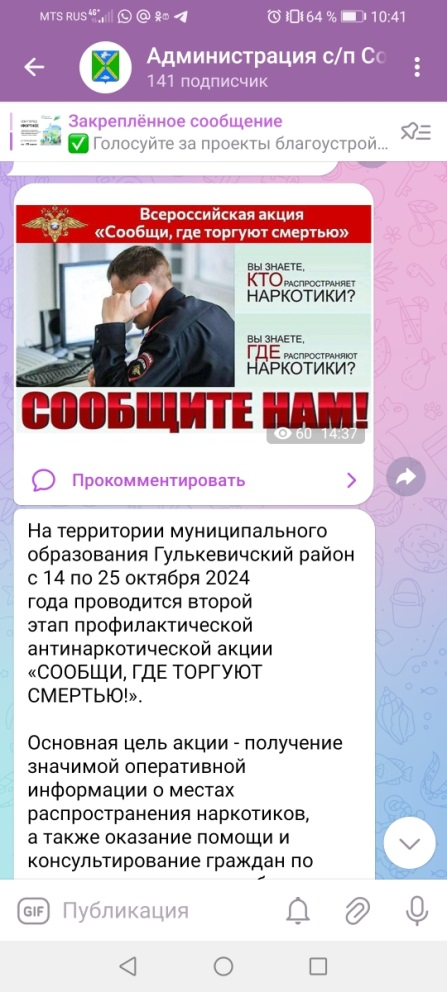 MTS RUS 4G 64 % 10:41
Администрация с/п Со
141 подписчик
Закреплённое сообщение
✅ Голосуйте за проекты благоустрой...
Всероссийская акция
«Сообщи, где торгуют смертью»
ВЫ ЗНАЕТЕ,
КТО РАСПРОСТРАНЯЕТ
НАРКОТИКИ?
ВЫ ЗНАЕТЕ,
ГДЕ РАСПРОСТРАНЯЮТ
НАРКОТИКИ?
СООБЩИТЕ НАМ!
60 14:37
Прокомментировать
На территории муниципального
образования Гулькевичский район
с 14 по 25 октября 2024
года проводится второй
этап профилактической
антинаркотической акции
«СООБЩИ, ГДЕ ТОРГУЮТ
СМЕРТЬЮ!».
Основная цель акции - получение
значимой оперативной
информации о местах
распространения наркотиков,
а также оказание помощи и
консультирование граждан по
GIF Публикация